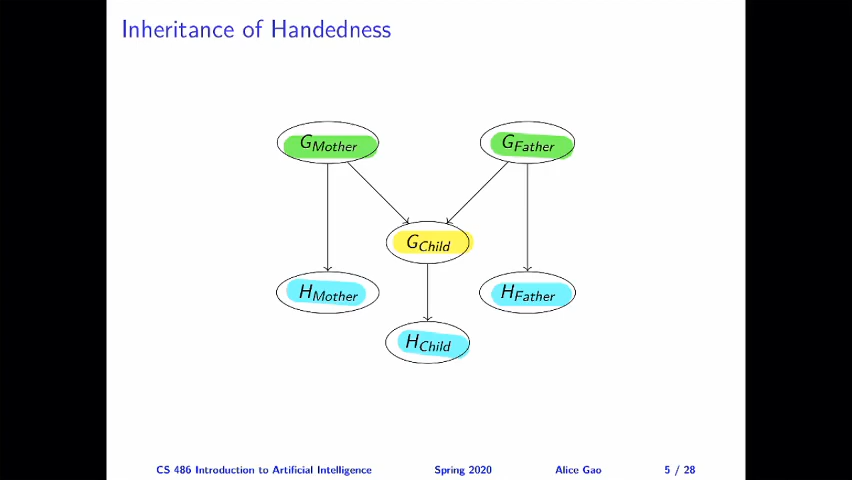 Inheritance of Handedness
G_Mother
G_Father
G_Child
H_Mother
H_Father
H_Child
CS 486 Introduction to Artificial Intelligence Spring 2020 Alice Gao 5 / 28